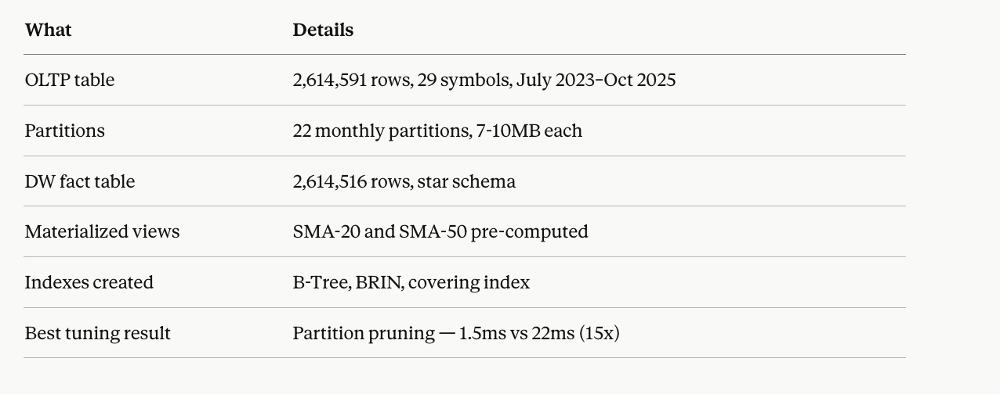 What Details
OLTP table 2,614,591 rows, 29 symbols, July 2023–Oct 2025
Partitions 22 monthly partitions, 7-10MB each
DW fact table 2,614,516 rows, star schema
Materialized views SMA-20 and SMA-50 pre-computed
Indexes created B-Tree, BRIN, covering index
Best tuning result Partition pruning — 1.5ms vs 22ms (15x)